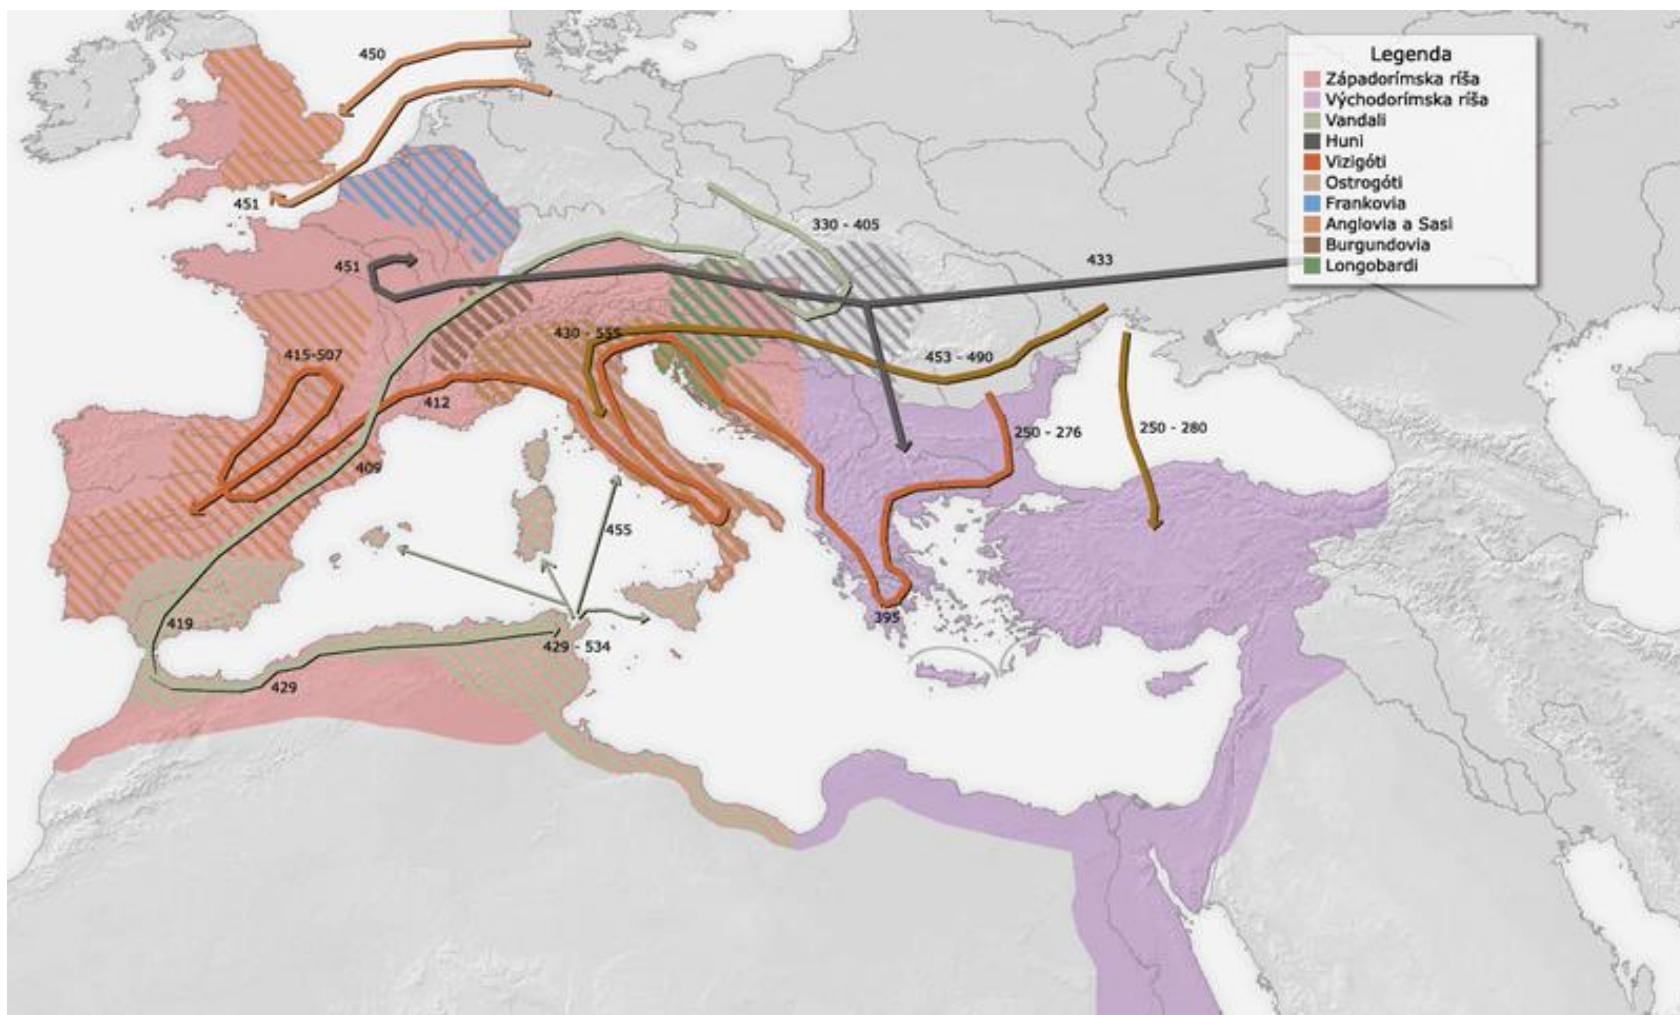 Legenda
Západorímska ríša
Východorímska ríša
Vandali
Huni
Vizigóti
Ostrogóti
Frankovia
Anglovia a Sasi
Burgundovia
Longobardi
450
451
330 - 405
433
451
430 - 555
415-507
453 - 490
412
250 - 276
250 - 280
409
455
395
419
429 - 534
429